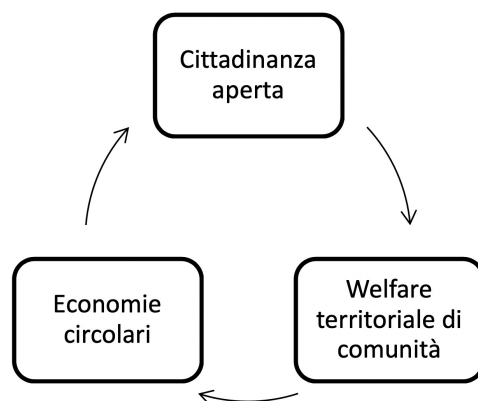 Cittadinanza
aperta
Economie
circolari
Welfare
territoriale di
comunità